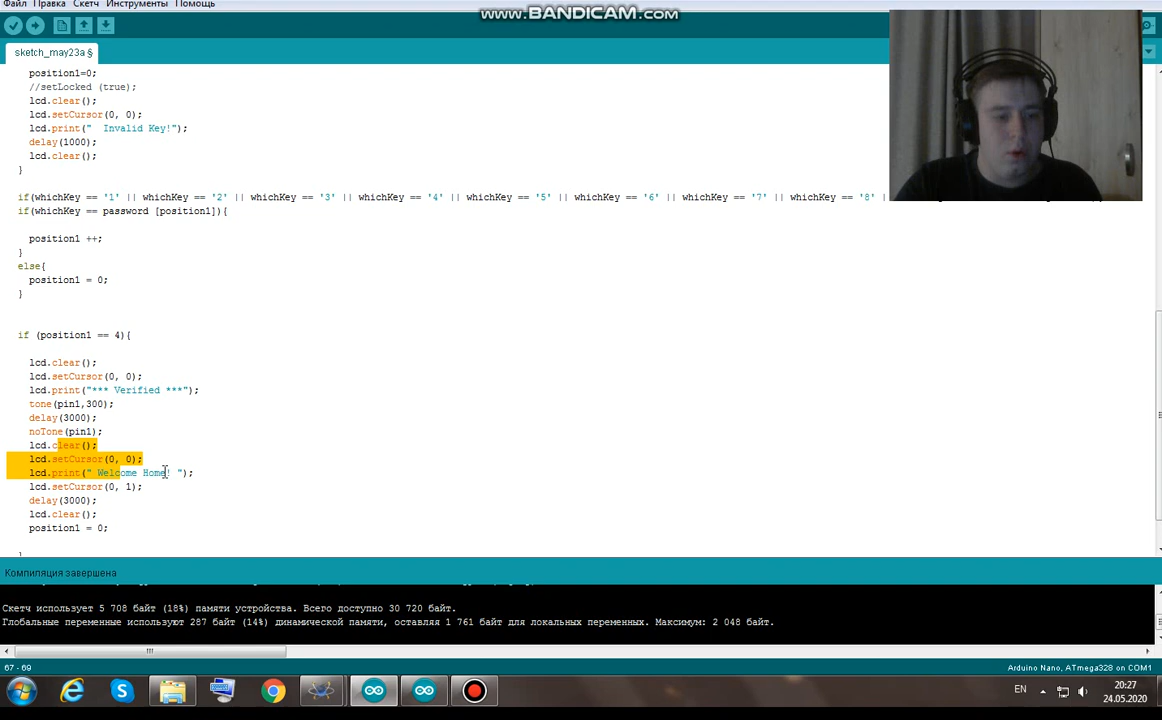 Файл Правка Скетч Инструменты Помощь
www.BANDICAM.com
sketch_may23a §
position1=0;
//setLocked (true);
lcd.clear();
lcd.setCursor(0, 0);
lcd.print("  Invalid Key!");
delay(1000);
lcd.clear();
}
if(whichKey == '1' || whichKey == '2' || whichKey == '3' || whichKey == '4' || whichKey == '5' || whichKey == '6' || whichKey == '7' || whichKey == '8' ||
if(whichKey == password [position1]){
position1 ++;
}
else{
position1 = 0;
}
if (position1 == 4){
lcd.clear();
lcd.setCursor(0, 0);
lcd.print("*** Verified ***");
tone(pin1,300);
delay(3000);
noTone(pin1);
lcd.clear();
lcd.setCursor(0, 0);
lcd.print(" Welcome Home! ");
lcd.setCursor(0, 1);
delay(3000);
lcd.clear();
position1 = 0;
}
Компиляция завершена
Скетч использует 5 708 байт (18%) памяти устройства. Всего доступно 30 720 байт.
Глобальные переменные используют 287 байт (14%) динамической памяти, оставляя 1 761 байт для локальных переменных. Максимум: 2 048 байт.
67 - 69
Arduino Nano, ATmega328 on COM1
EN
20:27
24.05.2020